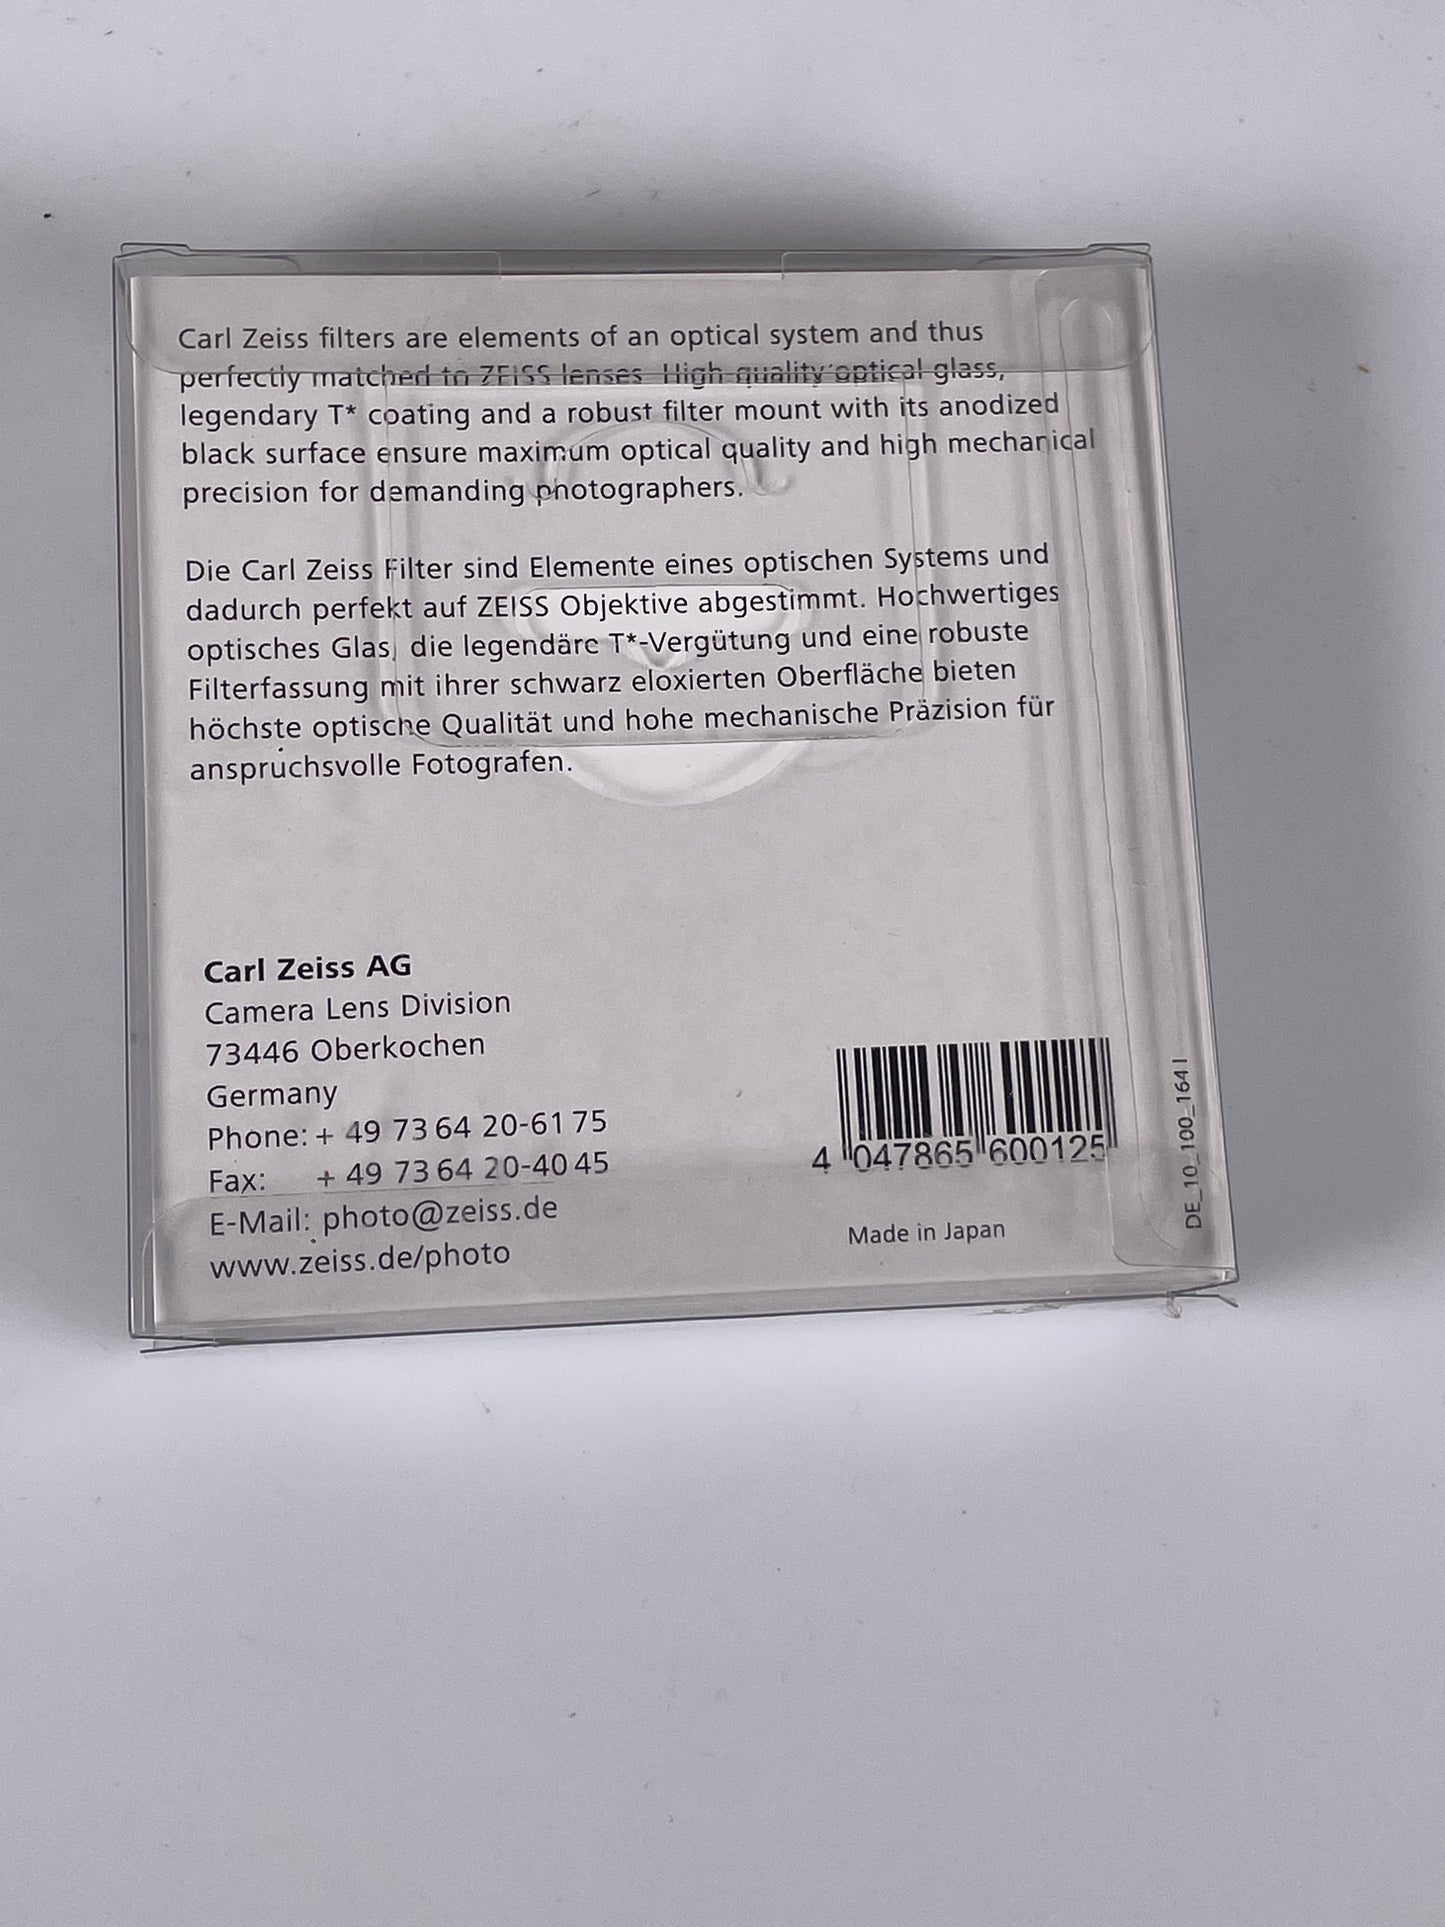 Carl Zeiss filters are elements of an optical system and thus
perfectly matched to ZEISS lenses. High quality optical glass,
legendary T* coating and a robust filter mount with its anodized
black surface ensure maximum optical quality and high mechanical
precision for demanding photographers.
Die Carl Zeiss Filter sind Elemente eines optischen Systems und
dadurch perfekt auf ZEISS Objektive abgestimmt. Hochwertiges
optisches Glas, die legendäre T*-Vergütung und eine robuste
Filterfassung mit ihrer schwarz eloxierten Oberfläche bieten
höchste optische Qualität und hohe mechanische Präzision für
anspruchsvolle Fotografen.
Carl Zeiss AG
Camera Lens Division
73446 Oberkochen
Germany
Phone: + 49 73 64 20-61 75
Fax: + 49 73 64 20-40 45
E-Mail: photo@zeiss.de
www.zeiss.de/photo
4 047865 600125
Made in Japan
DE_10_100_164 I